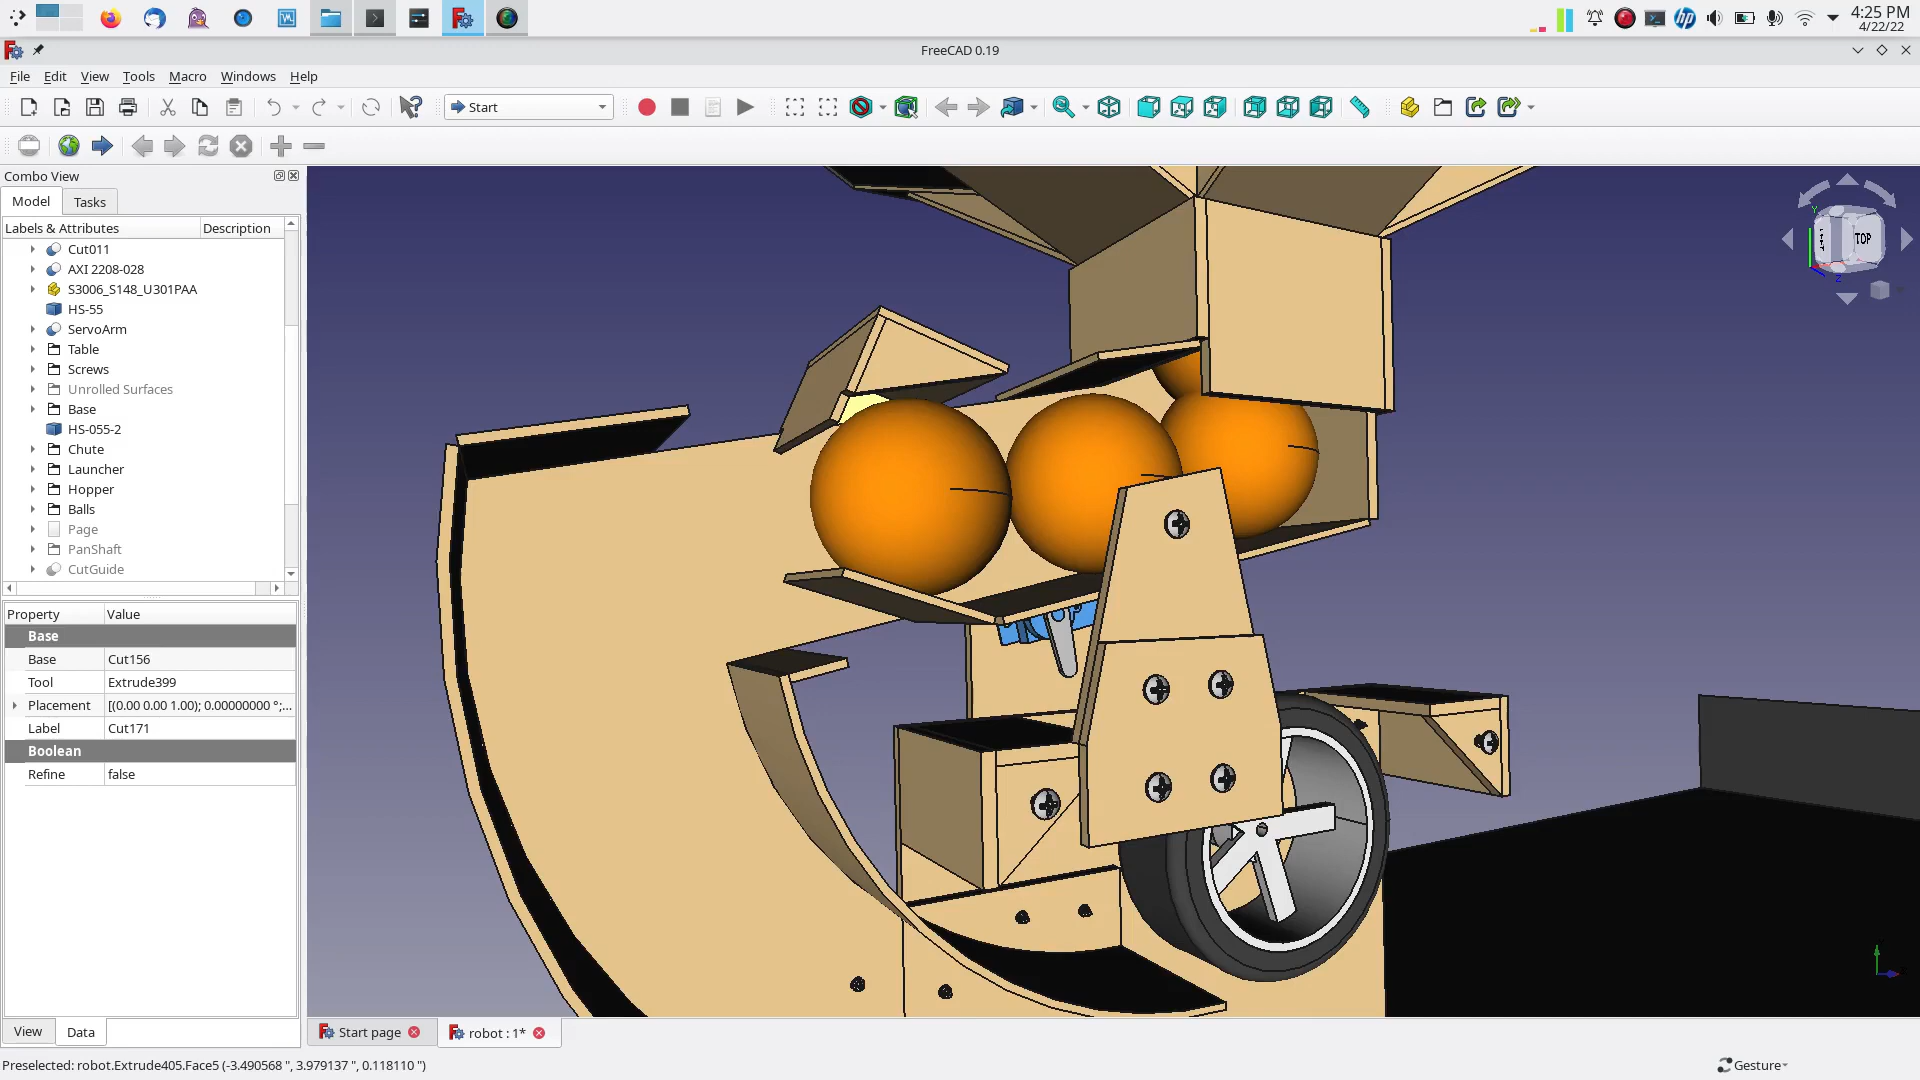 4:25 PM
4/22/22
FreeCAD 0.19
File Edit View Tools Macro Windows Help
Start
Combo View
Model Tasks
Labels & Attributes Description
Cut011
AXI 2208-028
S3006_S148_U301PAA
HS-55
ServoArm
Table
Screws
Unrolled Surfaces
Base
HS-055-2
Chute
Launcher
Hopper
Balls
Page
PanShaft
CutGuide
TOP
Y
Z
Property Value
Base
Base Cut156
Tool Extrude399
Placement [(0.00 0.00 1.00); 0.00000000 °;...
Label Cut171
Boolean
Refine false
View Data
Start page
robot : 1*
Preselected: robot.Extrude405.Face5 (-3.490568 ", 3.979137 ", 0.118110 ")
Gesture